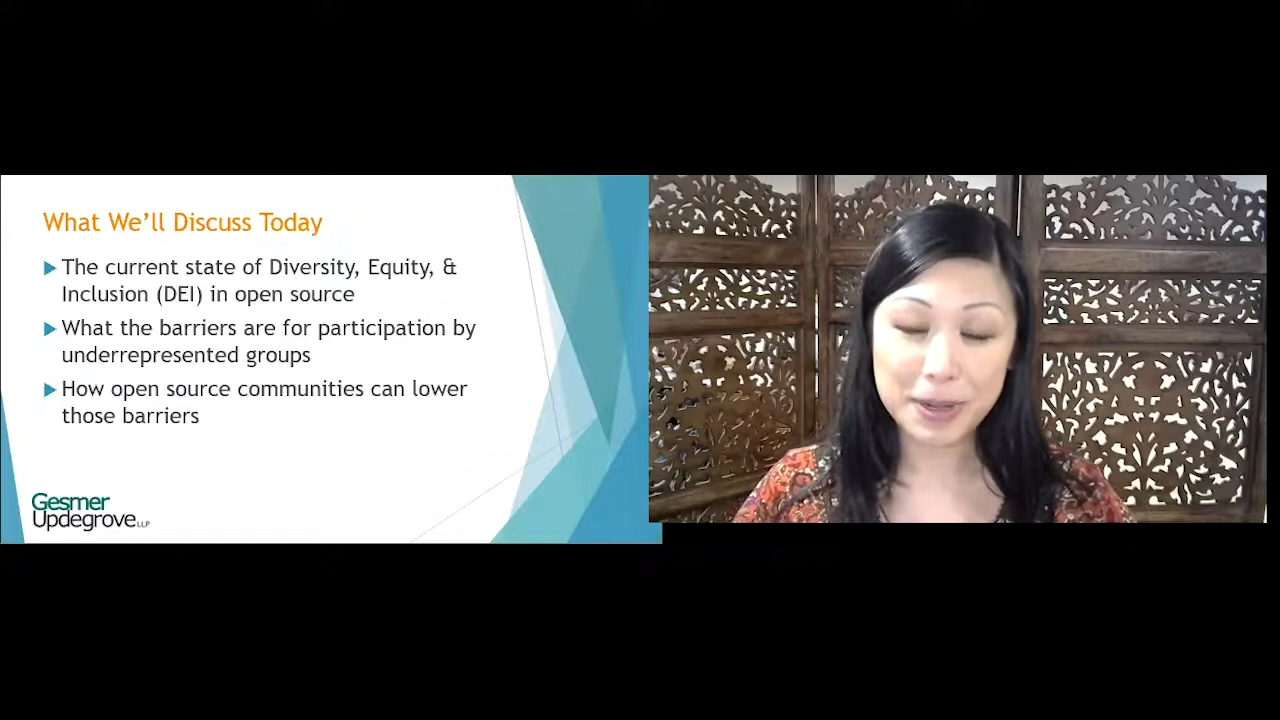 What We'll Discuss Today
The current state of Diversity, Equity, &
Inclusion (DEI) in open source
What the barriers are for participation by
underrepresented groups
How open source communities can lower
those barriers
Gesmer
Updegrove LLP